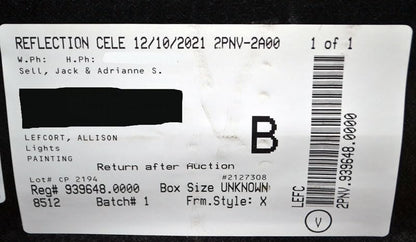 REFLECTION CELE 12/10/2021 2PNV-2A00 1 of 1
W.Ph: H.Ph:
Sell, Jack & Adrianne S.
B
LEFCORT, ALLISON
Lights
PAINTING
Return after Auction
Lot# CP 2194 #2127308
Reg# 939648.0000 Box Size UNKNOWN
8512 Batch# 1 Frm.Style: X
LEFC
2PNV.939648.0000
V